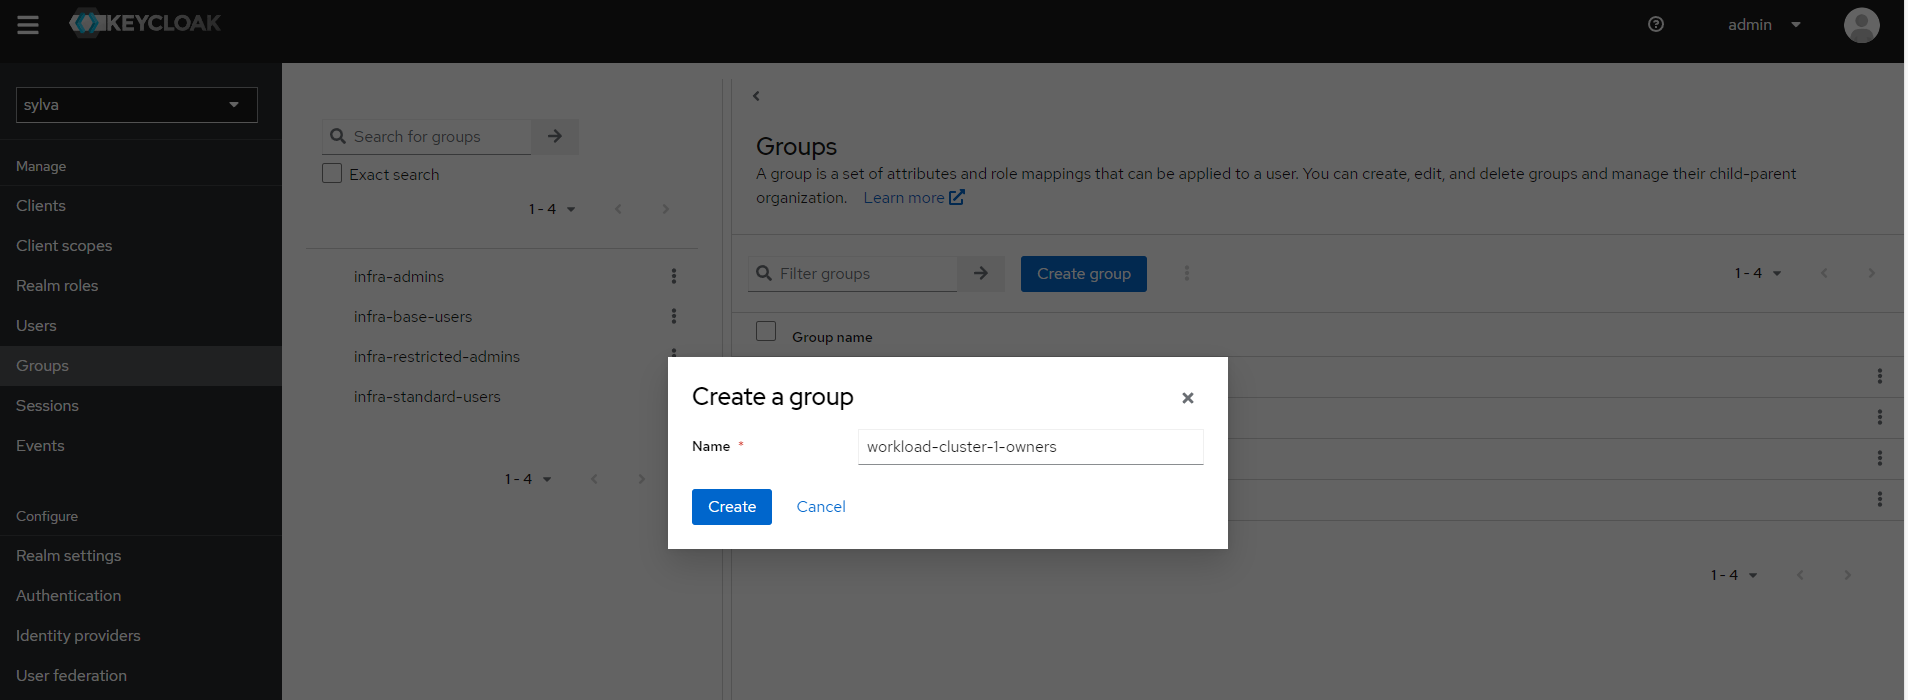 KEYCLOAK
admin
sylva
Manage
Clients
Client scopes
Realm roles
Users
Groups
Sessions
Events
Configure
Realm settings
Authentication
Identity providers
User federation
Search for groups
Exact search
1 - 4
infra-admins
infra-base-users
infra-restricted-admins
infra-standard-users
1 - 4
Groups
A group is a set of attributes and role mappings that can be applied to a user. You can create, edit, and delete groups and manage their child-parent
organization. Learn more
Filter groups
Create group
1 - 4
Group name
Create a group
Name *
workload-cluster-1-owners
Create
Cancel
1 - 4